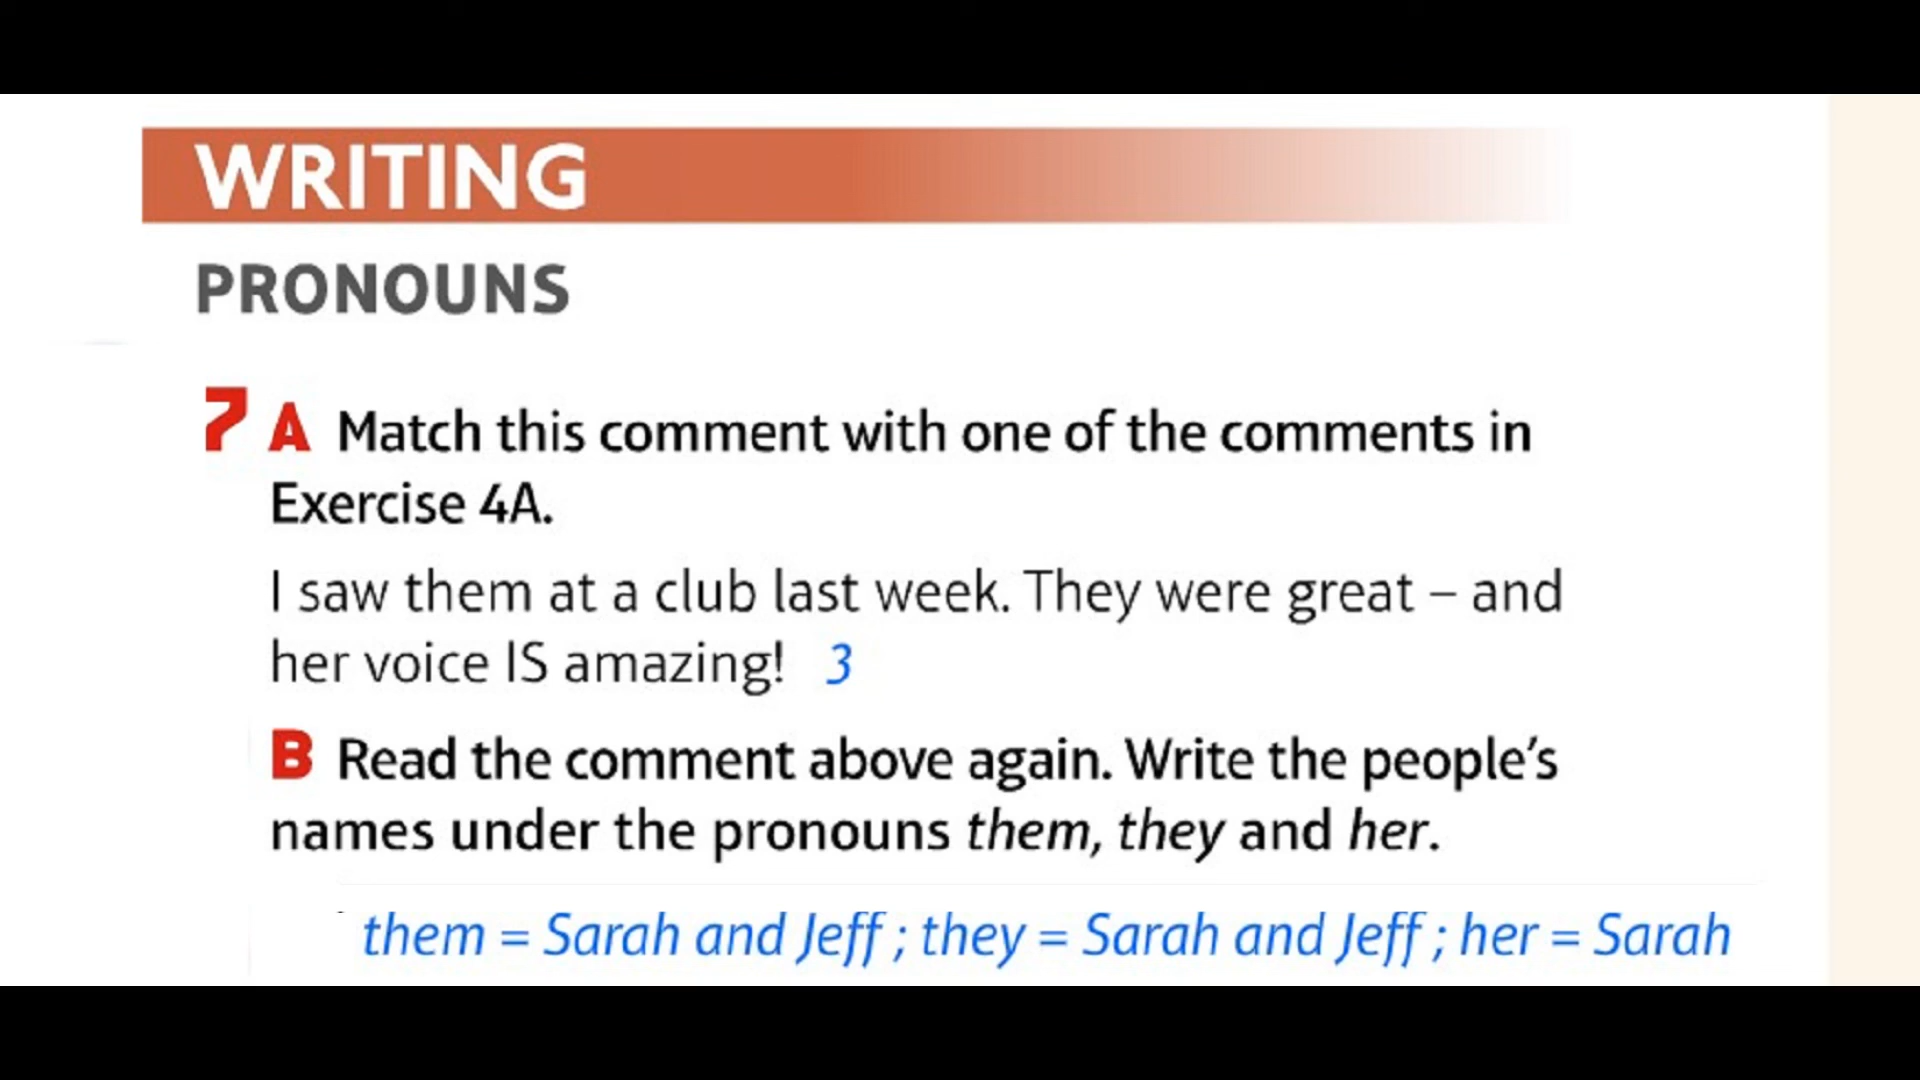 WRITING
PRONOUNS
7 A Match this comment with one of the comments in
Exercise 4A.
I saw them at a club last week. They were great – and
her voice IS amazing! 3
B Read the comment above again. Write the people's
names under the pronouns them, they and her.
them = Sarah and Jeff ; they = Sarah and Jeff ; her = Sarah